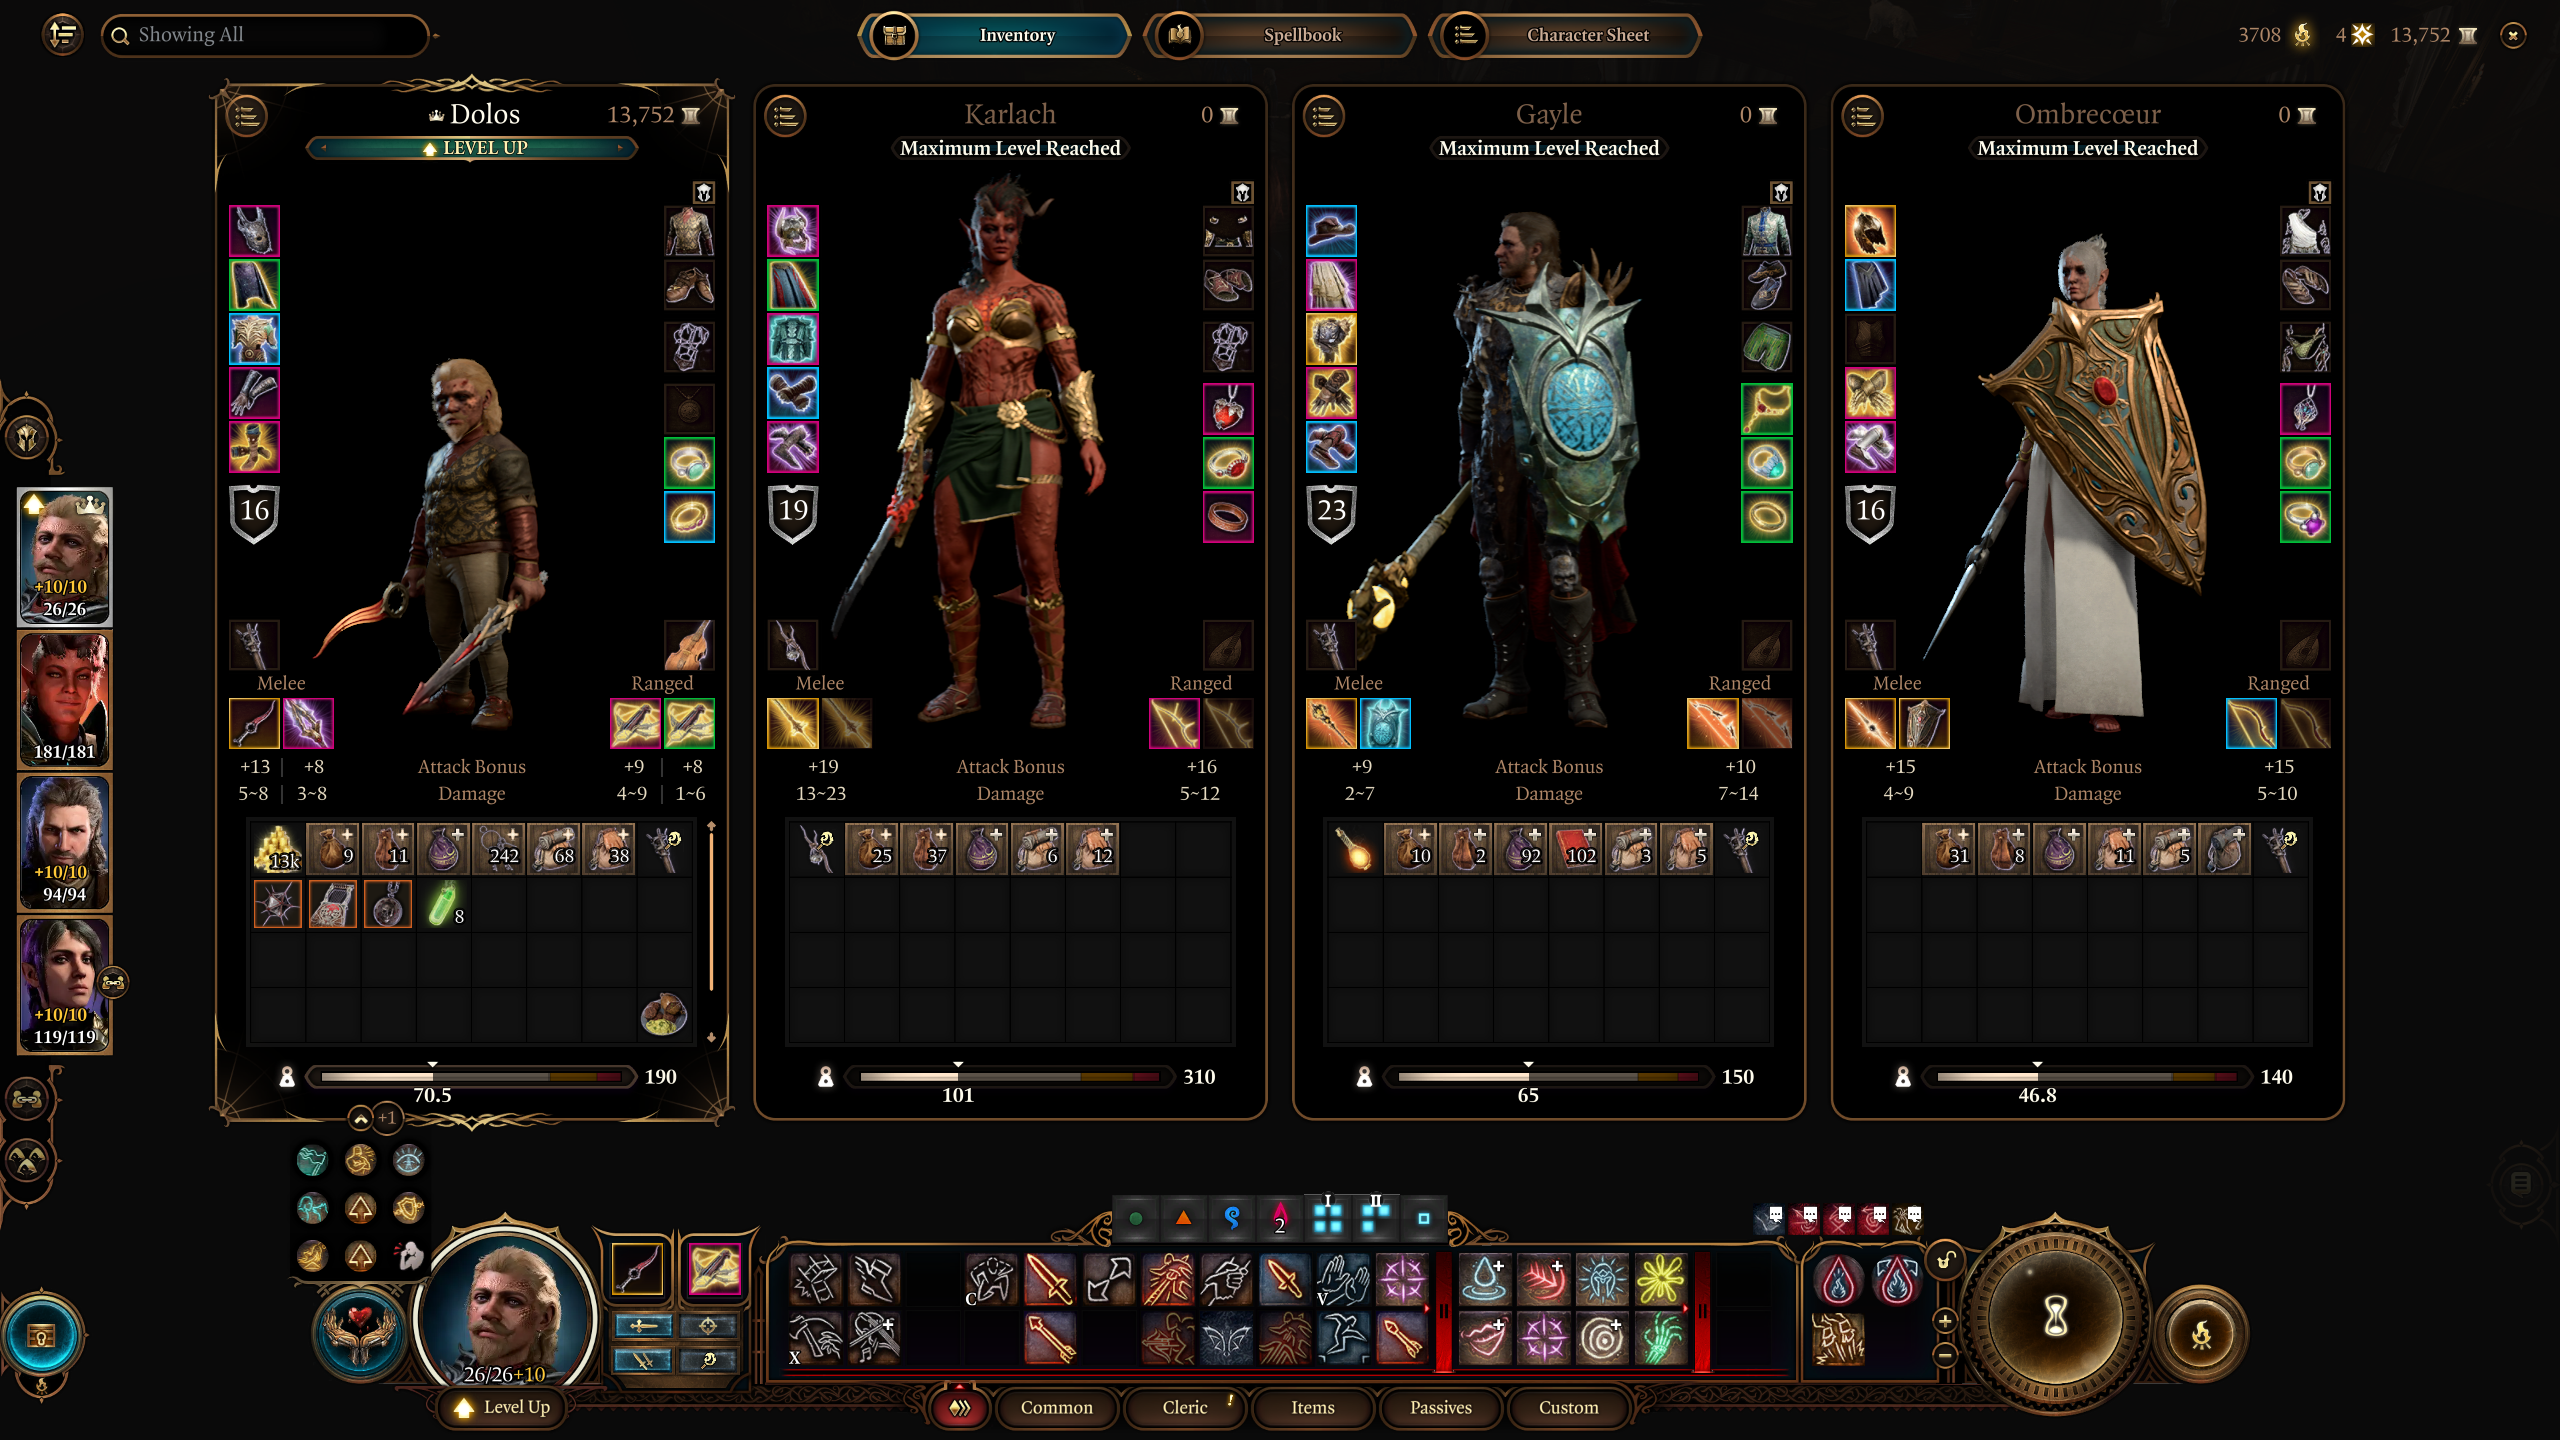 Showing All
Inventory
Spellbook
Character Sheet
3708
4
13,752
Dolos
13,752
LEVEL UP
Karlach
0
Maximum Level Reached
Gayle
0
Maximum Level Reached
Ombrecœur
0
Maximum Level Reached
16
19
23
16
+10/10
26/26
181/181
+10/10
94/94
+10/10
119/119
Melee
Ranged
+13 | +8
Attack Bonus
+9 | +8
5~8 | 3~8
Damage
4~9 | 1~6
Melee
Ranged
+19
Attack Bonus
+16
13~23
Damage
5~12
Melee
Ranged
+9
Attack Bonus
+10
2~7
Damage
7~14
Melee
Ranged
+15
Attack Bonus
+15
4~9
Damage
5~10
13k
9
11
242
68
38
8
25
37
6
12
10
2
92
102
3
5
31
8
11
5
190
70.5
310
101
150
65
140
46.8
+1
I
II
2
C
V
X
26/26+10
Level Up
Common
Cleric
Items
Passives
Custom